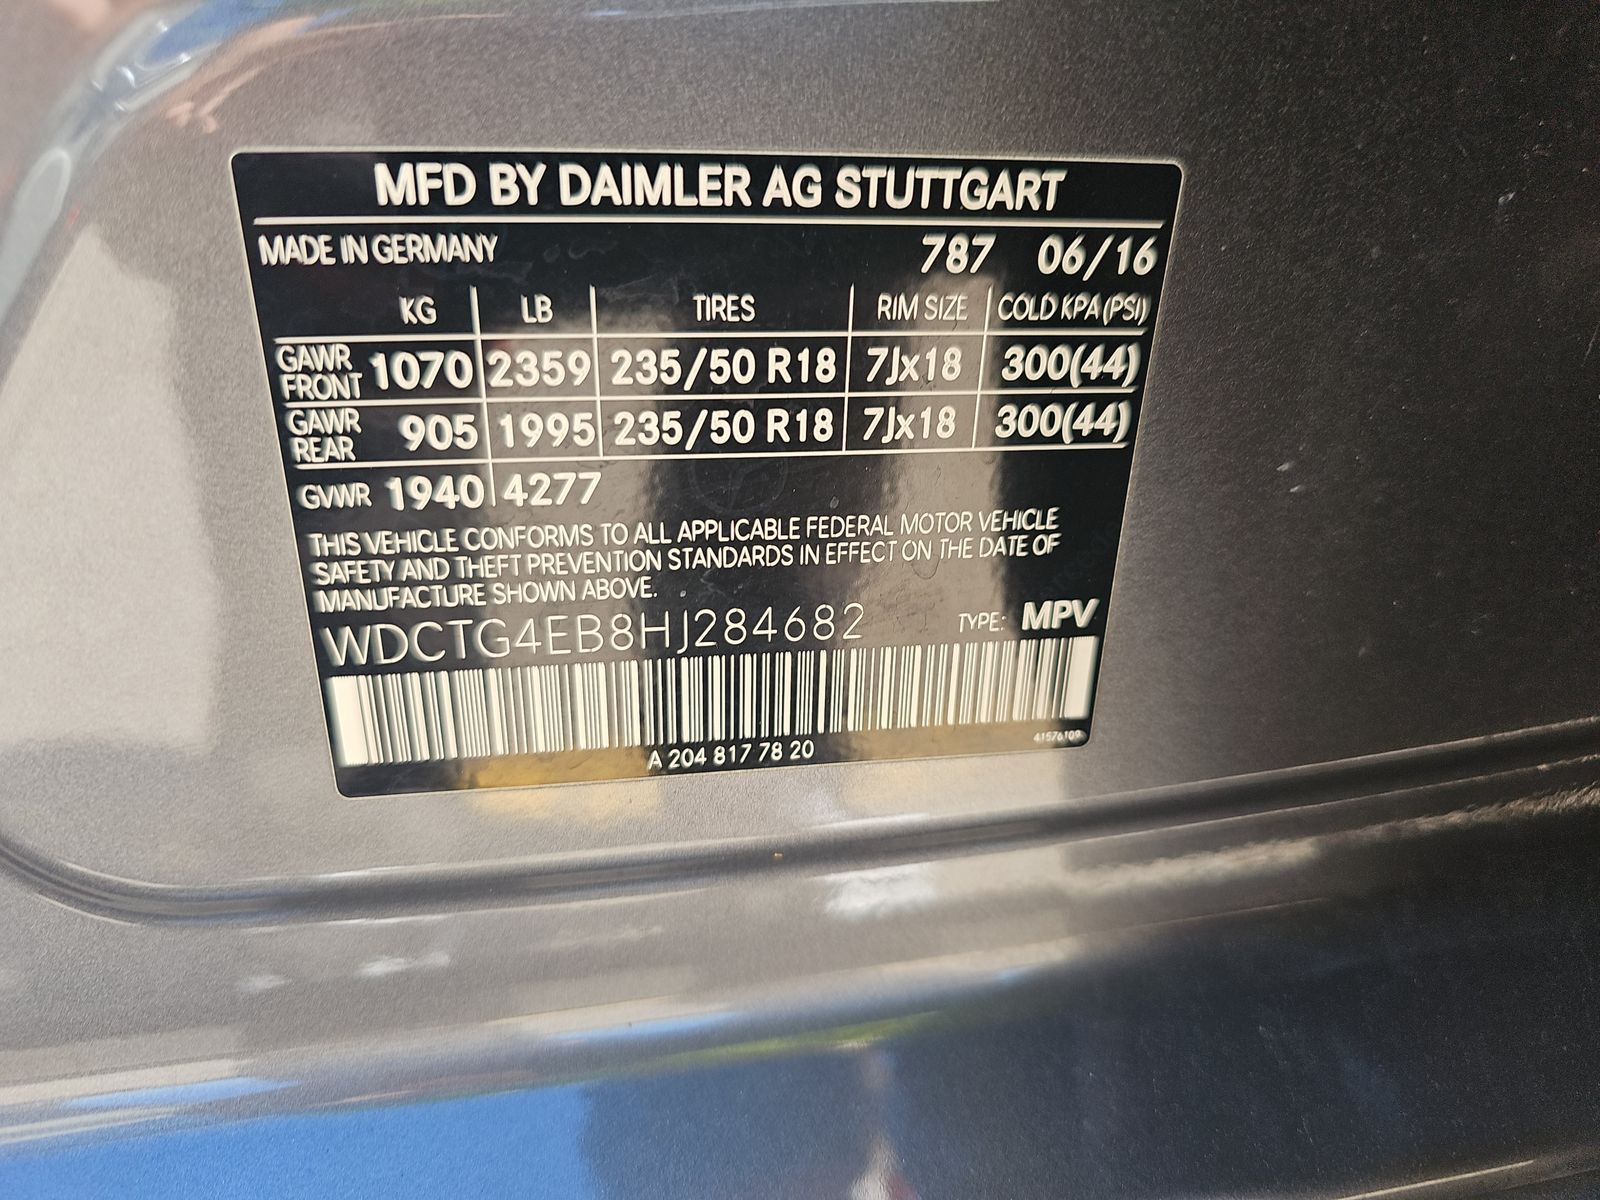 MFD BY DAIMLER AG STUTTGART
MADE IN GERMANY 787 06/16
KG LB TIRES RIM SIZE COLD KPA (PSI)
GAWR FRONT 1070 2359 235/50 R18 7Jx18 300(44)
GAWR REAR 905 1995 235/50 R18 7Jx18 300(44)
GVWR 1940 4277
THIS VEHICLE CONFORMS TO ALL APPLICABLE FEDERAL MOTOR VEHICLE
SAFETY AND THEFT PREVENTION STANDARDS IN EFFECT ON THE DATE OF
MANUFACTURE SHOWN ABOVE.
WDCTG4EB8HJ284682 TYPE: MPV
A 204 817 78 20 41576109